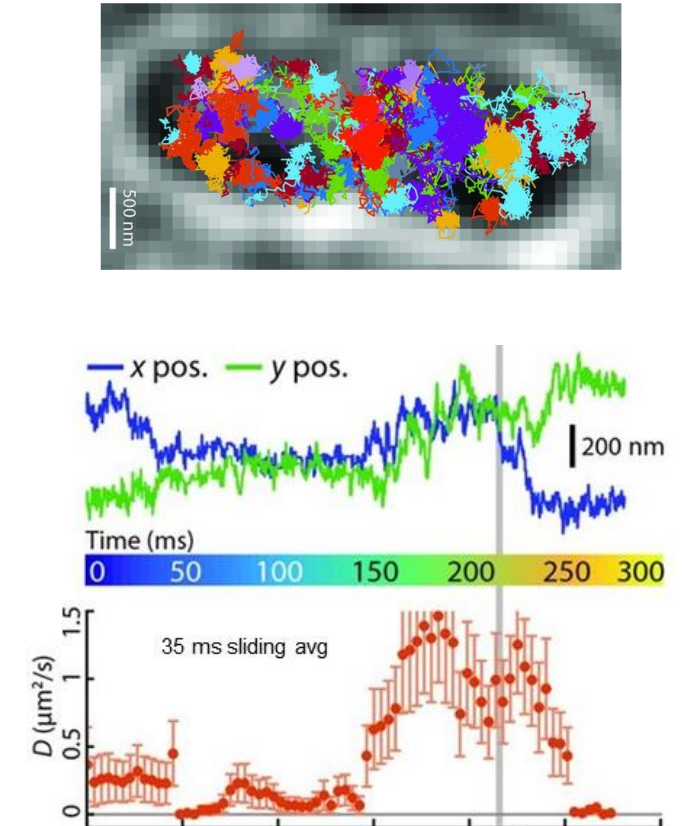 500 nm
x pos. y pos.
200 nm
Time (ms)
0 50 100 150 200 250 300
1.5
35 ms sliding avg
1
D (μm²/s)
0.5
0